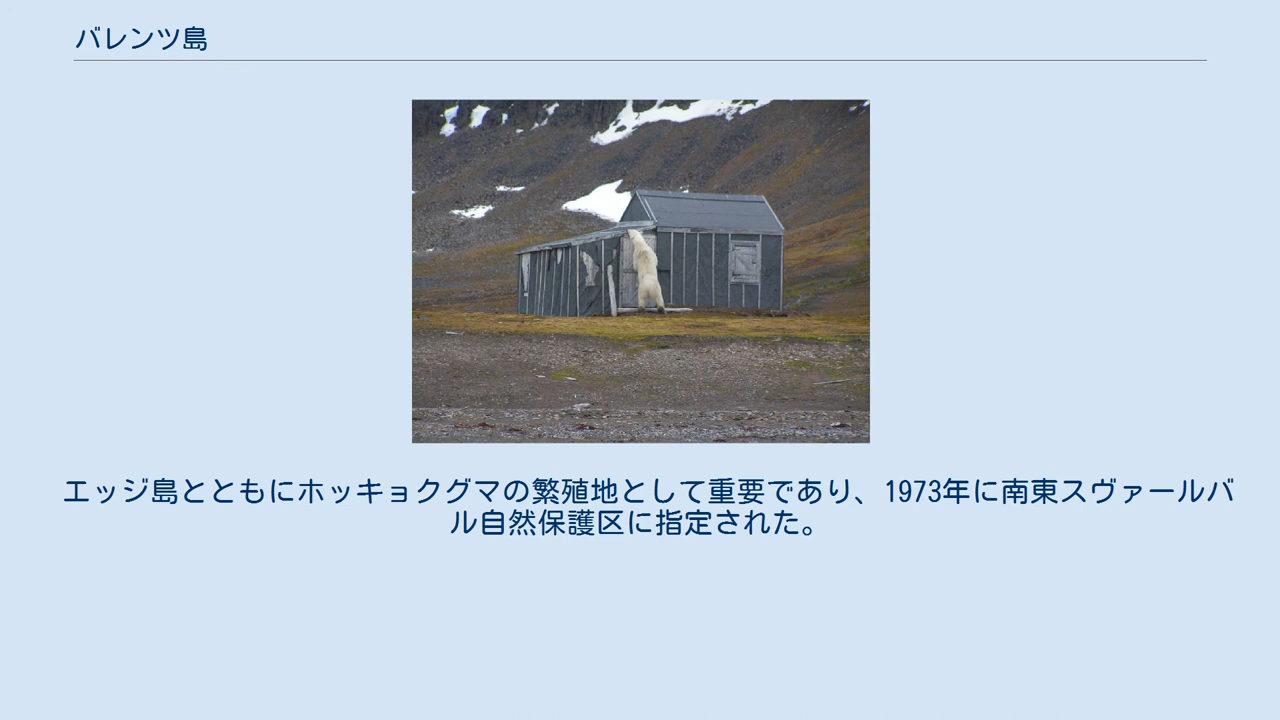 バレンツ島
エッジ島とともにホッキョクグマの繁殖地として重要であり、1973年に南東スヴァールバ
ル自然保護区に指定された。